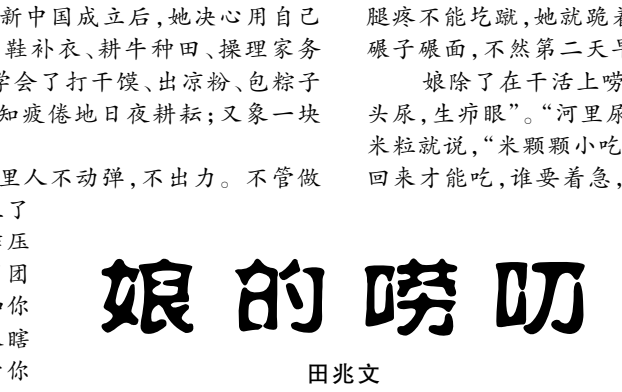 新中国成立后,她决心用自己
鞋补衣、耕牛种田、操理家务
学会了打干馍、出凉粉、包粽子
知疲倦地日夜耕耘;又象一块
里人不动弹,不出力。不管做
了
压
团
你
瞎
你
腿疼不能圪蹴,她就跪着
碾子碾面,不然第二天早
娘除了在干活上唠
头尿,生疖眼”。“河里尿
米粒就说,“米颗颗小吃
回来才能吃,谁要着急,
娘的唠叨
田兆文